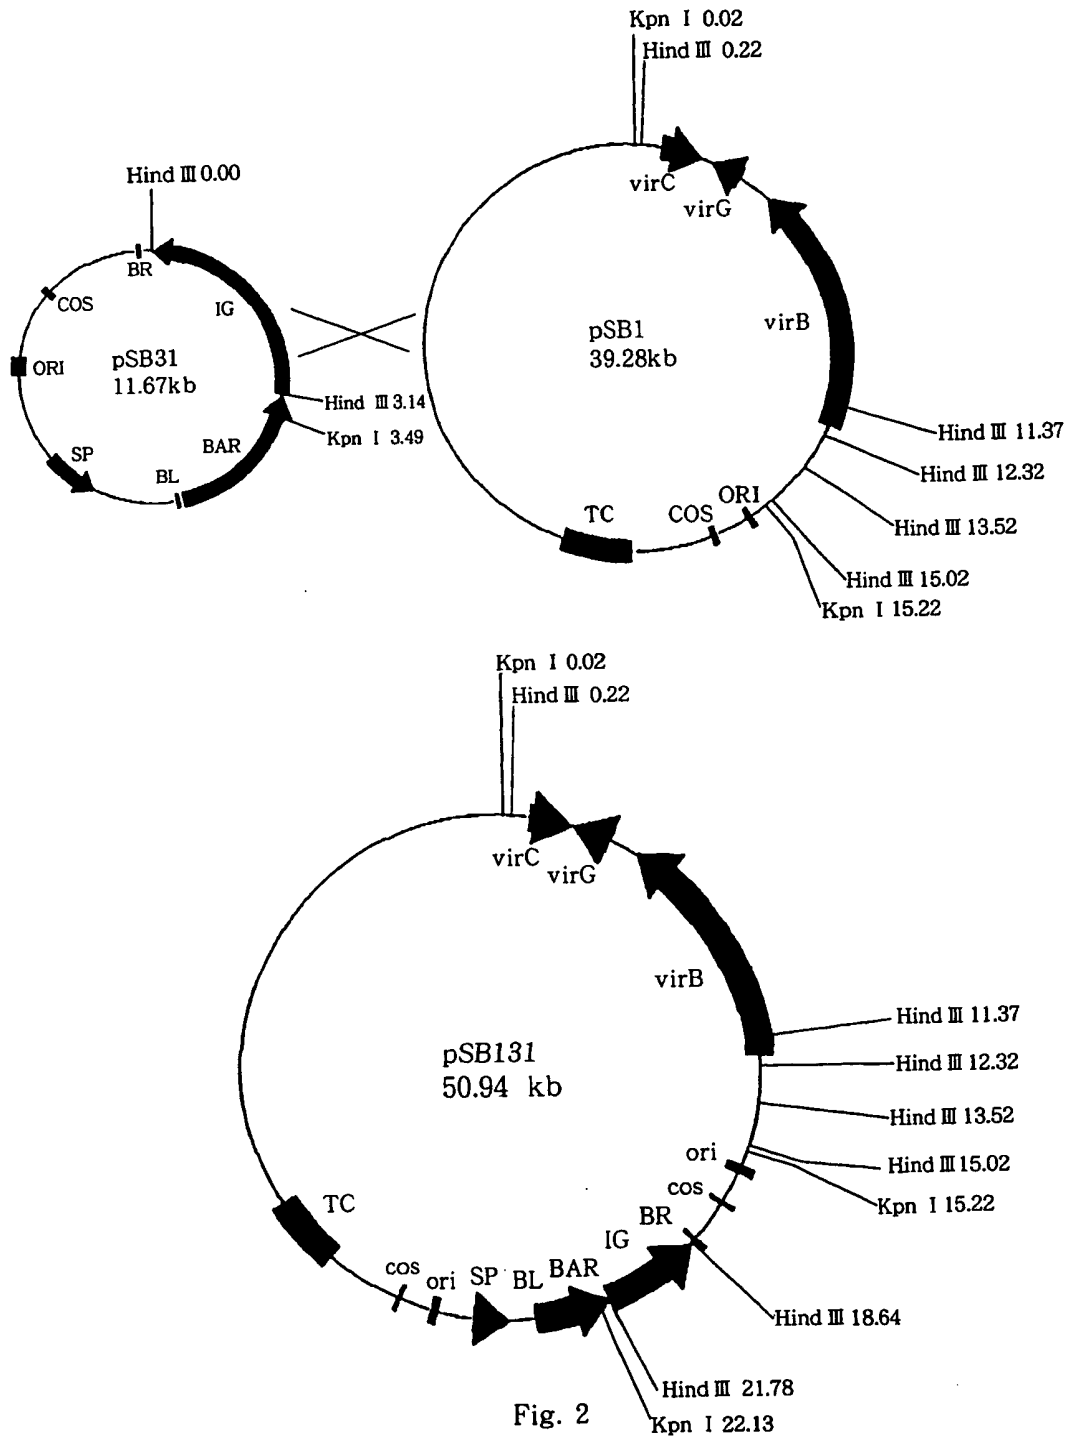 Kpn I 0.02
Hind III 0.22
Hind III 0.00
virC
virG
BR
COS
IG
virB
pSB31
11.67kb
ORI
pSB1
39.28kb
Hind III 3.14
Kpn I 3.49
BAR
SP
BL
Hind III 11.37
Hind III 12.32
Hind III 13.52
ORI
COS
TC
Hind III 15.02
Kpn I 15.22
Kpn I 0.02
Hind III 0.22
virC
virG
virB
Hind III 11.37
pSB131
50.94 kb
Hind III 12.32
Hind III 13.52
ori
Hind III 15.02
cos
Kpn I 15.22
TC
BR
IG
cos
ori
SP
BL
BAR
Hind III 18.64
Hind III 21.78
Kpn I 22.13
Fig. 2